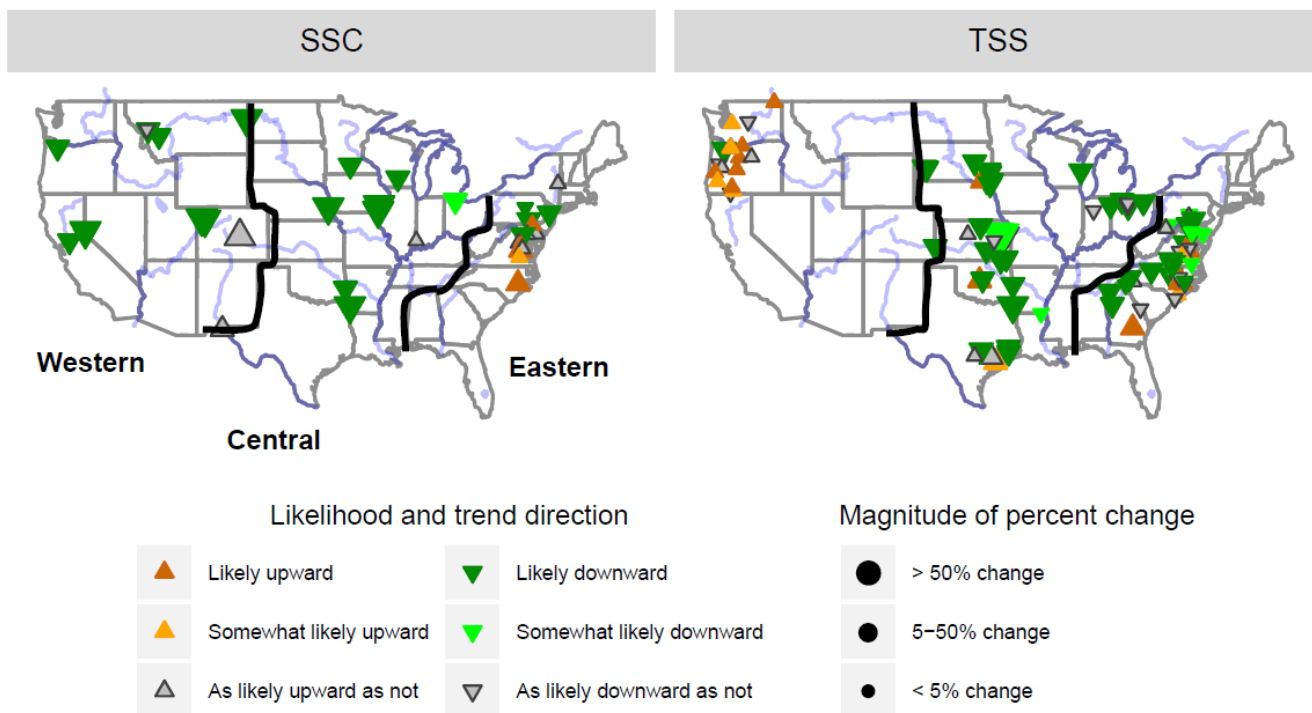 SSC
TSS
Western
Eastern
Central
Likelihood and trend direction
Magnitude of percent change
Likely upward
Likely downward
> 50% change
Somewhat likely upward
Somewhat likely downward
5−50% change
As likely upward as not
As likely downward as not
< 5% change